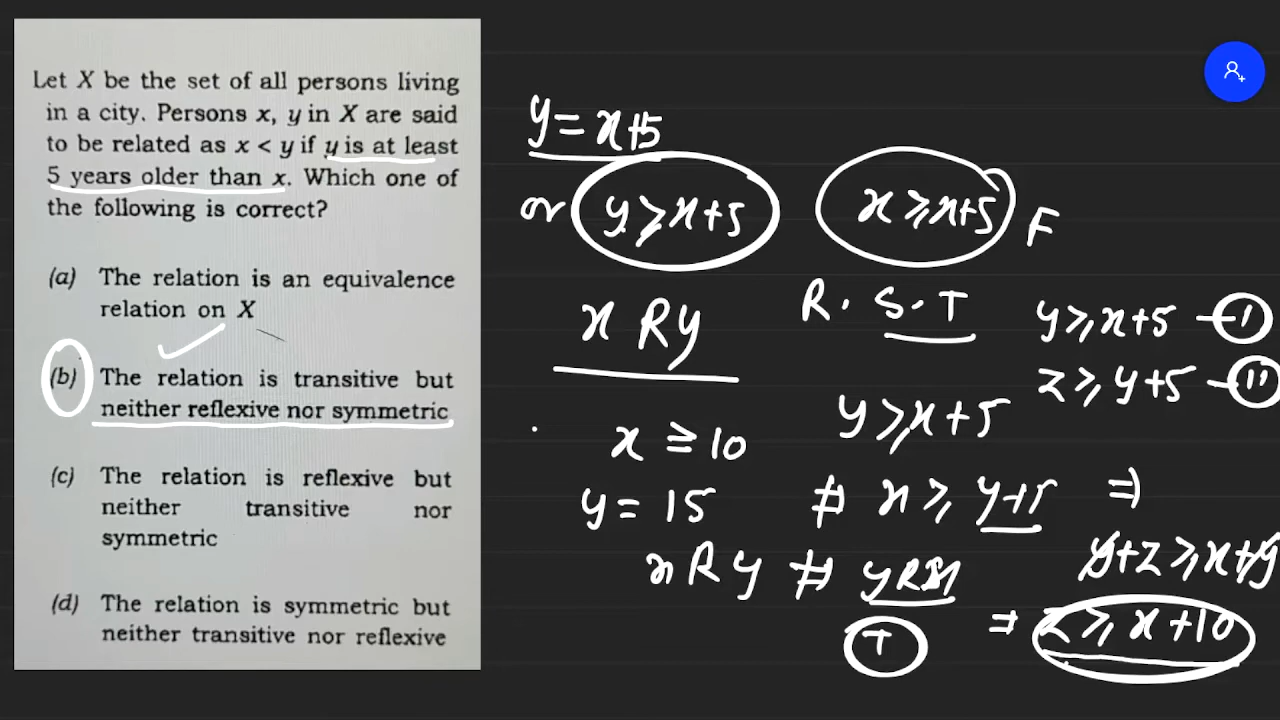 Let X be the set of all persons living
in a city. Persons x, y in X are said
to be related as x < y if y is at least
5 years older than x. Which one of
the following is correct?
(a) The relation is an equivalence
relation on X
(b) The relation is transitive but
neither reflexive nor symmetric
(c) The relation is reflexive but
neither transitive nor
symmetric
(d) The relation is symmetric but
neither transitive nor reflexive
y = x+5
or y ⩾ x+5
x ⩾ x+5 F
x R y
R . S . T
y ⩾ x+5 – I
z ⩾ y+5 – II
x = 10
y = 15
y ⩾ x+5
⇏ x ⩾ y+5 ⇒
x R y ⇏ y R x
T
y+z ⩾ x+y
⇒ z ⩾ x+10